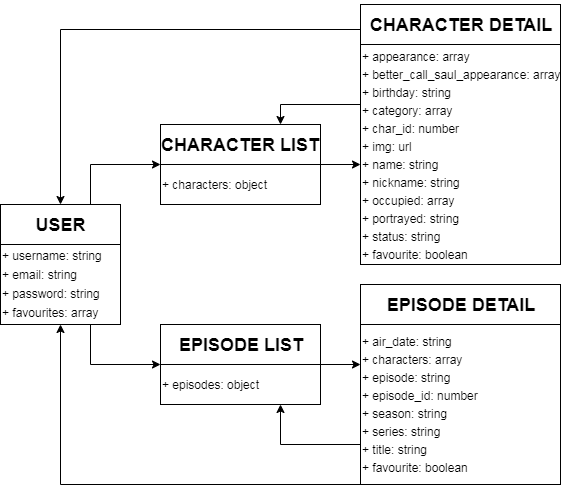 CHARACTER DETAIL
+ appearance: array
+ better_call_saul_appearance: array
+ birthday: string
+ category: array
+ char_id: number
+ img: url
+ name: string
+ nickname: string
+ occupied: array
+ portrayed: string
+ status: string
+ favourite: boolean
CHARACTER LIST
+ characters: object
USER
+ username: string
+ email: string
+ password: string
+ favourites: array
EPISODE LIST
+ episodes: object
EPISODE DETAIL
+ air_date: string
+ characters: array
+ episode: string
+ episode_id: number
+ season: string
+ series: string
+ title: string
+ favourite: boolean